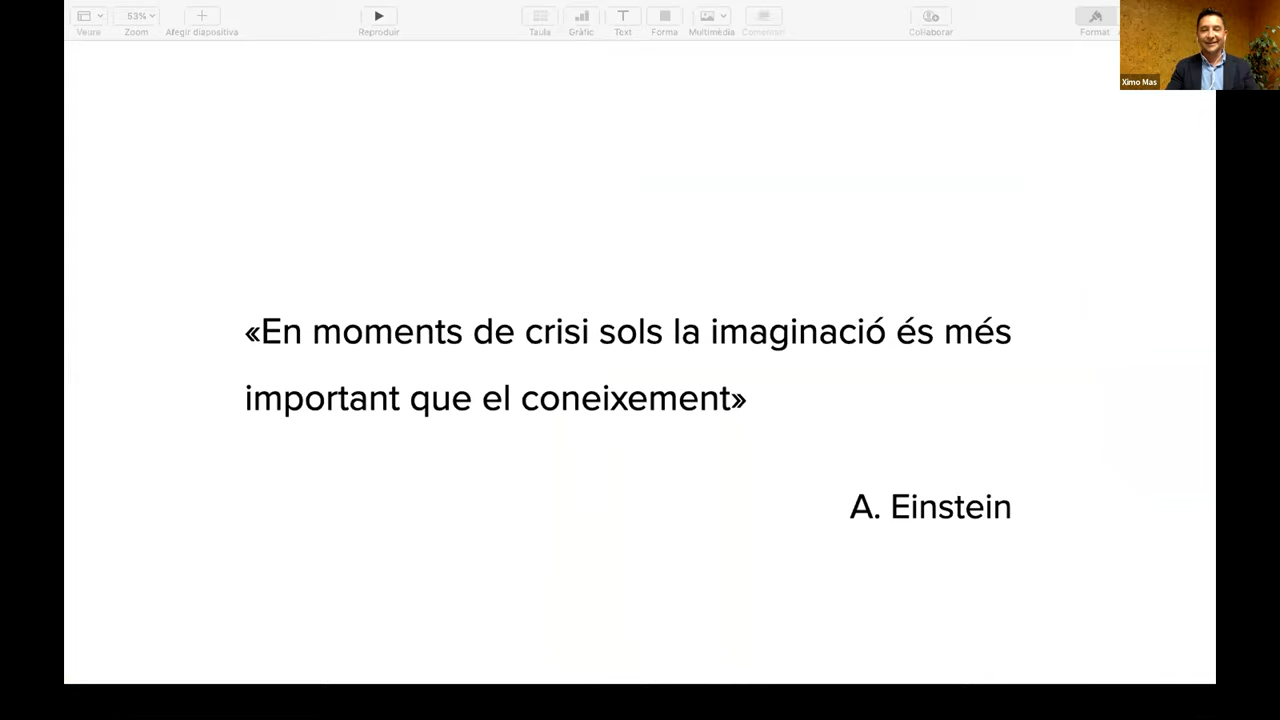 53%
Veure
Zoom
Afegir diapositiva
Reproduir
Taula
Gràfic
Text
Forma
Multimèdia
Comentari
Col·laborar
Format
Ximo Mas
«En moments de crisi sols la imaginació és més
important que el coneixement»
A. Einstein